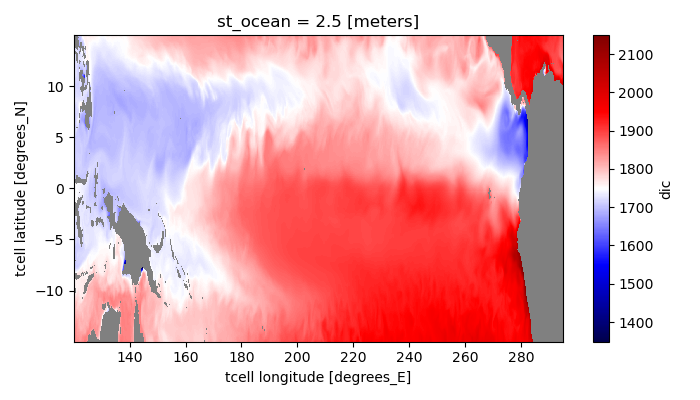 st_ocean = 2.5 [meters]
10
5
0
−5
−10
tcell latitude [degrees_N]
140 160 180 200 220 240 260 280
tcell longitude [degrees_E]
2100
2000
1900
1800
1700
1600
1500
1400
dic